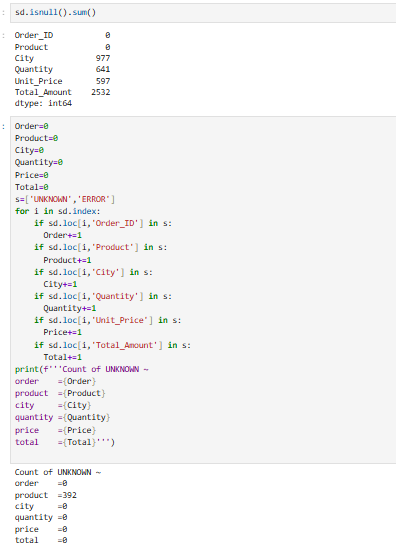 : sd.isnull().sum()
: Order_ID 0
Product 0
City 977
Quantity 641
Unit_Price 597
Total_Amount 2532
dtype: int64
: Order=0
Product=0
City=0
Quantity=0
Price=0
Total=0
s=['UNKNOWN','ERROR']
for i in sd.index:
    if sd.loc[i,'Order_ID'] in s:
      Order+=1
    if sd.loc[i,'Product'] in s:
      Product+=1
    if sd.loc[i,'City'] in s:
      City+=1
    if sd.loc[i,'Quantity'] in s:
      Quantity+=1
    if sd.loc[i,'Unit_Price'] in s:
      Price+=1
    if sd.loc[i,'Total_Amount'] in s:
      Total+=1
print(f'''Count of UNKNOWN ~
order    ={Order}
product  ={Product}
city     ={City}
quantity ={Quantity}
price    ={Price}
total    ={Total}''')
Count of UNKNOWN ~
order    =0
product  =392
city     =0
quantity =0
price    =0
total    =0